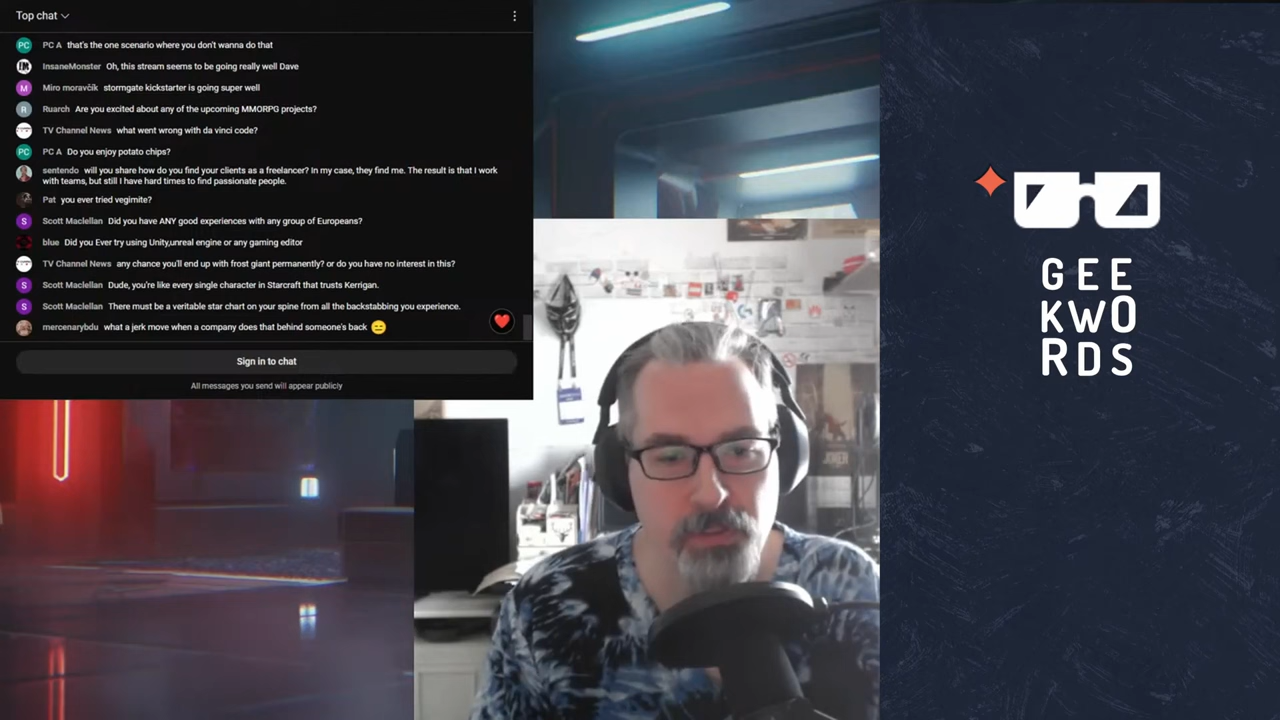 Top chat
PC PC A that's the one scenario where you don't wanna do that
InsaneMonster Oh, this stream seems to be going really well Dave
M Miro moravčík stormgate kickstarter is going super well
R Ruarch Are you excited about any of the upcoming MMORPG projects?
TV Channel News what went wrong with da vinci code?
PC PC A Do you enjoy potato chips?
sentendo will you share how do you find your clients as a freelancer? In my case, they find me. The result is that I work
with teams, but still I have hard times to find passionate people.
Pat you ever tried vegimite?
S Scott Maclellan Did you have ANY good experiences with any group of Europeans?
blue Did you Ever try using Unity,unreal engine or any gaming editor
TV Channel News any chance you'll end up with frost giant permanently? or do you have no interest in this?
S Scott Maclellan Dude, you're like every single character in Starcraft that trusts Kerrigan.
S Scott Maclellan There must be a veritable star chart on your spine from all the backstabbing you experience.
mercenarybdu what a jerk move when a company does that behind someone's back 😑
Sign in to chat
All messages you send will appear publicly
JOKER
GEE
KWO
RDS